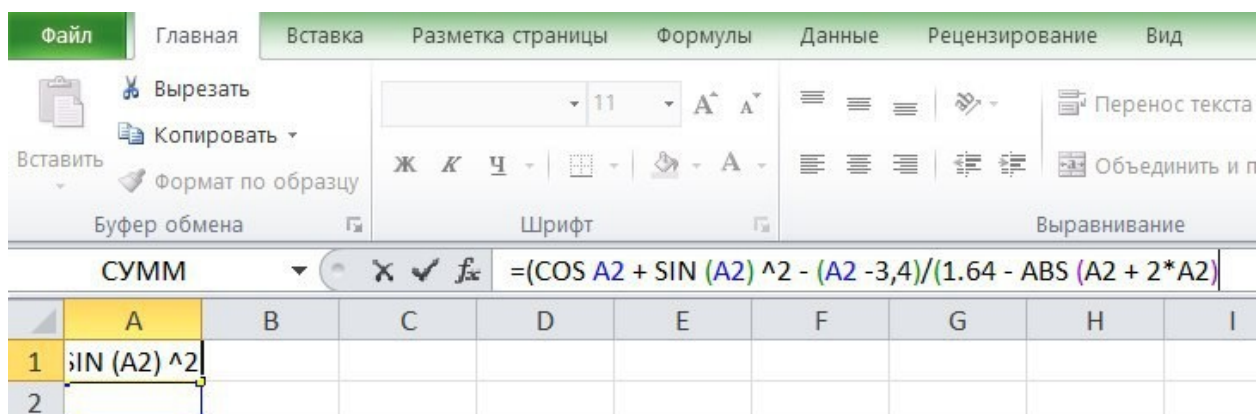 Файл Главная Вставка Разметка страницы Формулы Данные Рецензирование Вид
Вырезать
11 A A Перенос текста
Копировать
Вставить
Ж К Ч A Объединить и п
Формат по образцу
Буфер обмена Шрифт Выравнивание
СУММ fx =(COS A2 + SIN (A2) ^2 - (A2 -3,4)/(1.64 - ABS (A2 + 2*A2)
A B C D E F G H I
1 SIN (A2) ^2
2